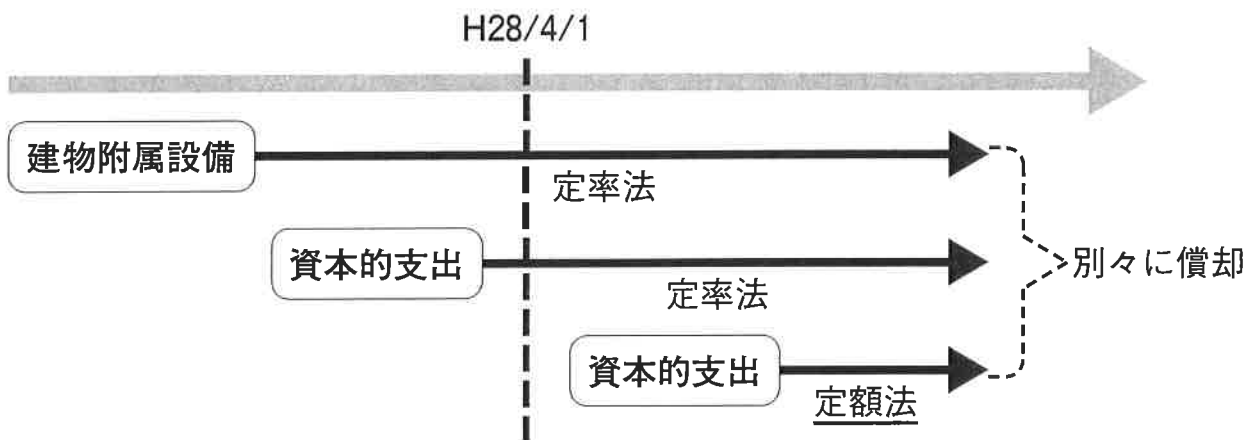 H28/4/1
建物附属設備
定率法
資本的支出
定率法
別々に償却
資本的支出
定額法